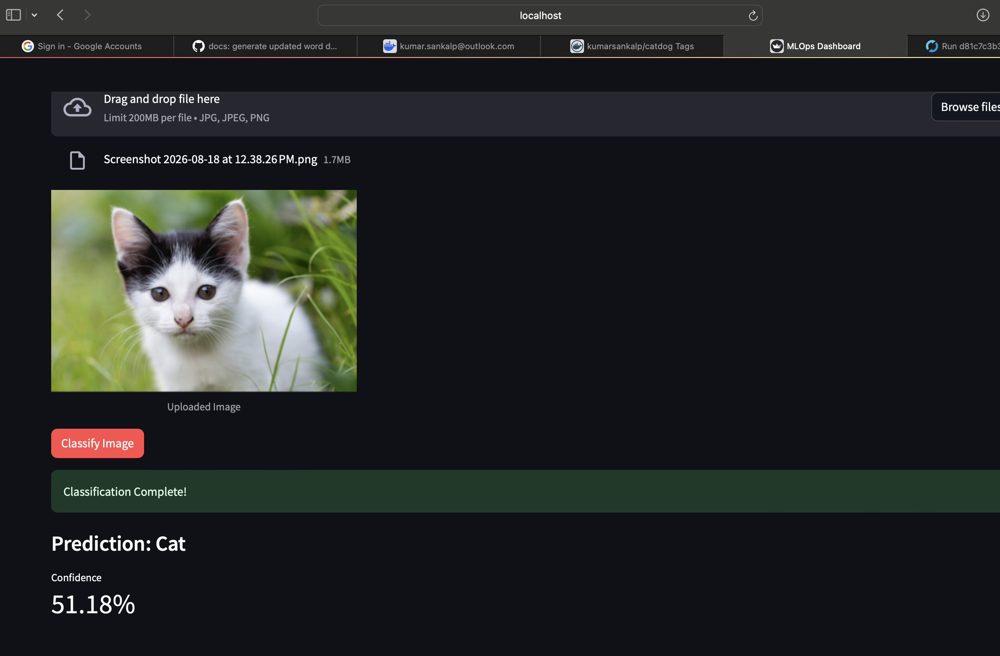 localhost
Sign in - Google Accounts
docs: generate updated word d...
kumar.sankalp@outlook.com
kumarsankalp/catdog Tags
MLOps Dashboard
Run d81c7c3b3
Drag and drop file here
Limit 200MB per file • JPG, JPEG, PNG
Browse files
Screenshot 2026-08-18 at 12.38.26 PM.png 1.7MB
Uploaded Image
Classify Image
Classification Complete!
Prediction: Cat
Confidence
51.18%